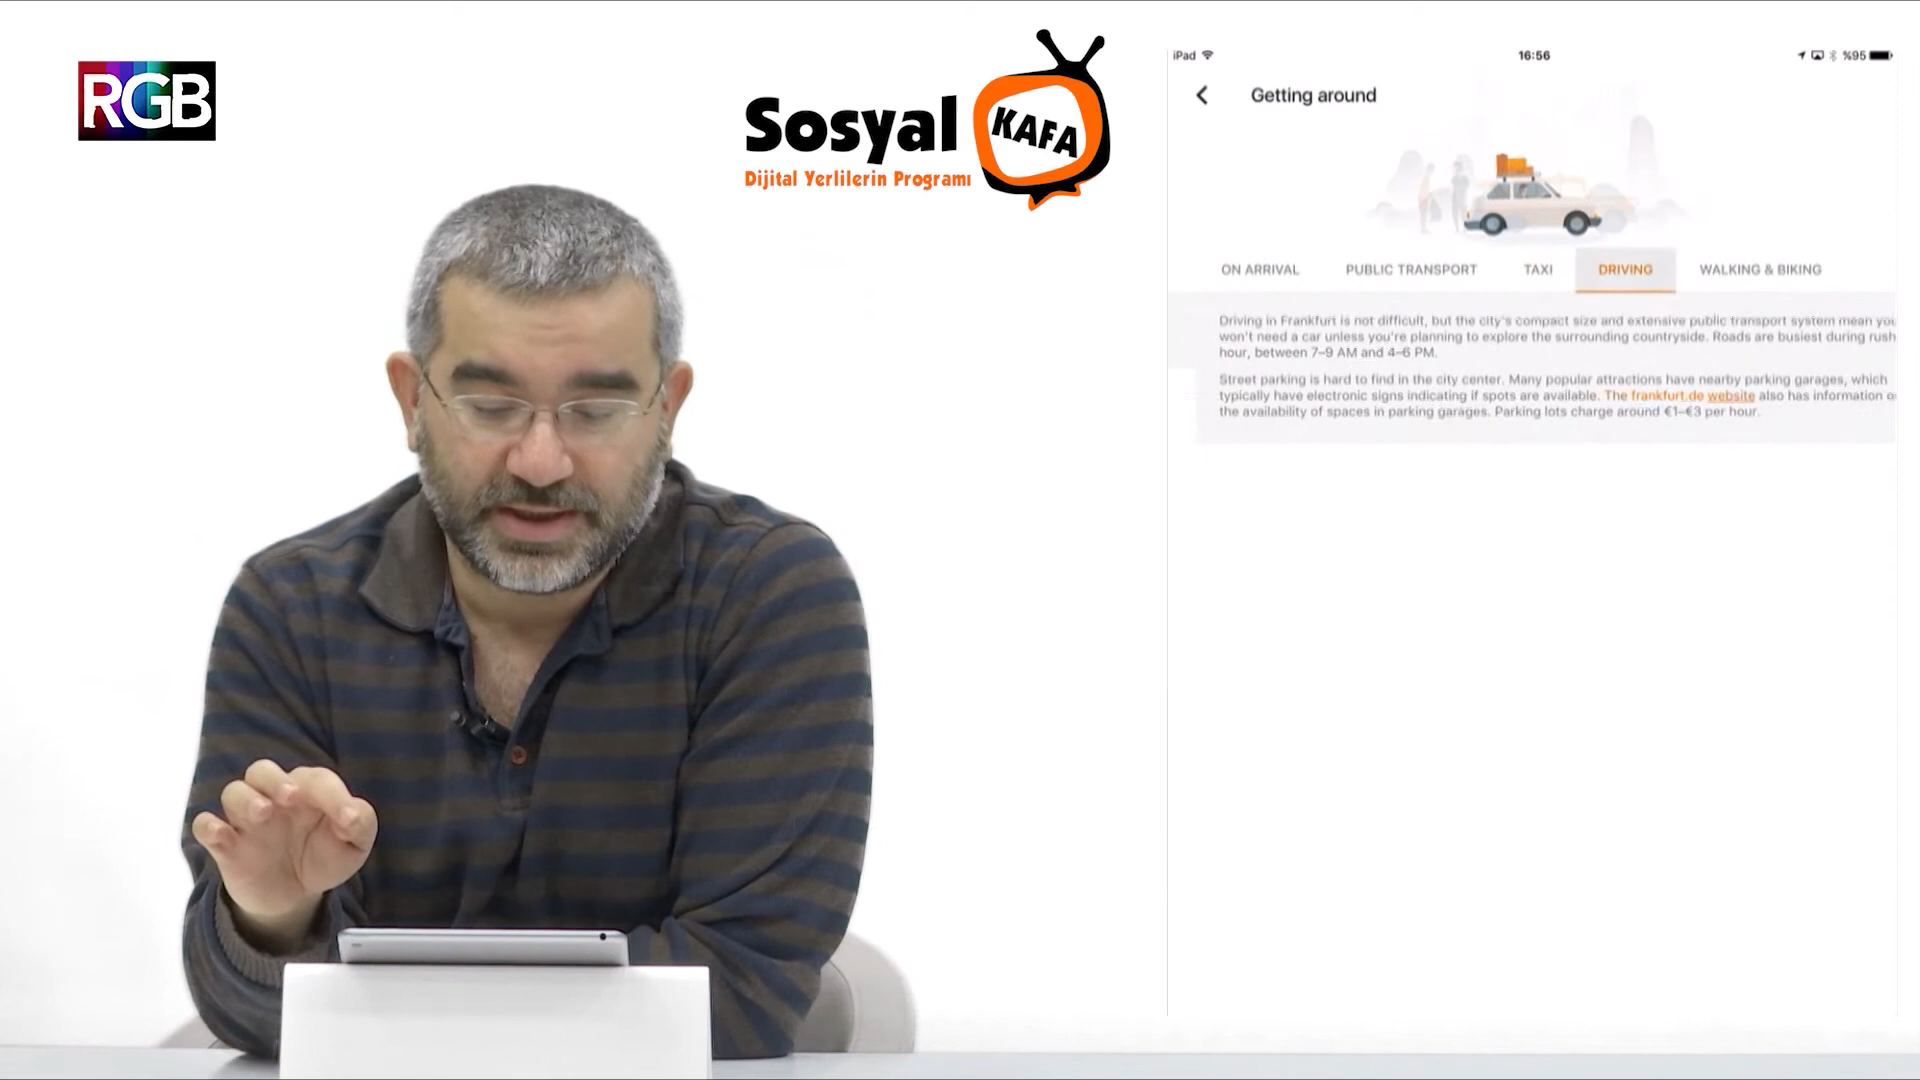 RGB
Sosyal KAFA
Dijital Yerlilerin Programı
iPad 16:56 %95
Getting around
ON ARRIVAL PUBLIC TRANSPORT TAXI DRIVING WALKING & BIKING
Driving in Frankfurt is not difficult, but the city's compact size and extensive public transport system mean you
won't need a car unless you're planning to explore the surrounding countryside. Roads are busiest during rush
hour, between 7–9 AM and 4–6 PM.
Street parking is hard to find in the city center. Many popular attractions have nearby parking garages, which
typically have electronic signs indicating if spots are available. The frankfurt.de website also has information
the availability of spaces in parking garages. Parking lots charge around €1–€3 per hour.